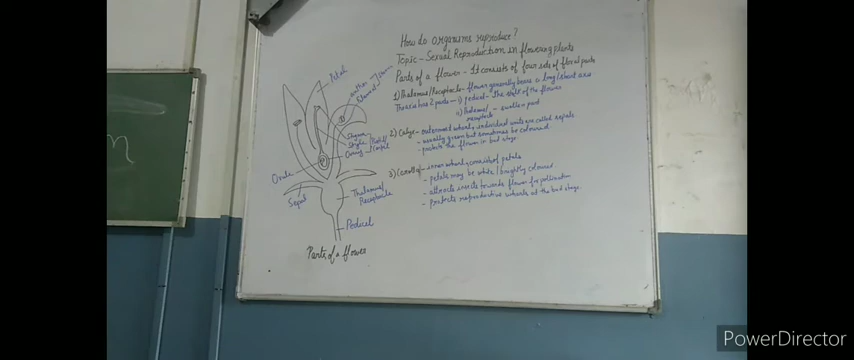 How do organisms reproduce?
Topic - Sexual Reproduction in flowering plants
Parts of a flower - It consists of four sets of floral parts
1) Thalamus/Receptacle - flower generally bears a long/short axis
Thalamus has 2 parts - i) Pedicel - The stalk of the flower
ii) Thalamus/ - swollen part
receptacle
2) Calyx - outermost whorl, individual units are called sepals
- usually green but sometimes be coloured
- protects the flower in bud stage
3) Corolla - inner whorl, consists of petals
- petals may be white/brightly coloured
- attracts insects towards flower for pollination
- protects reproductive whorls at the bud stage.
Petal
Anther
Filament
Stigma
Style
Ovary
Pistil/
Carpel
Ovule
Sepal
Thalamus/
Receptacle
Pedicel
Parts of a flower
n
PowerDirector